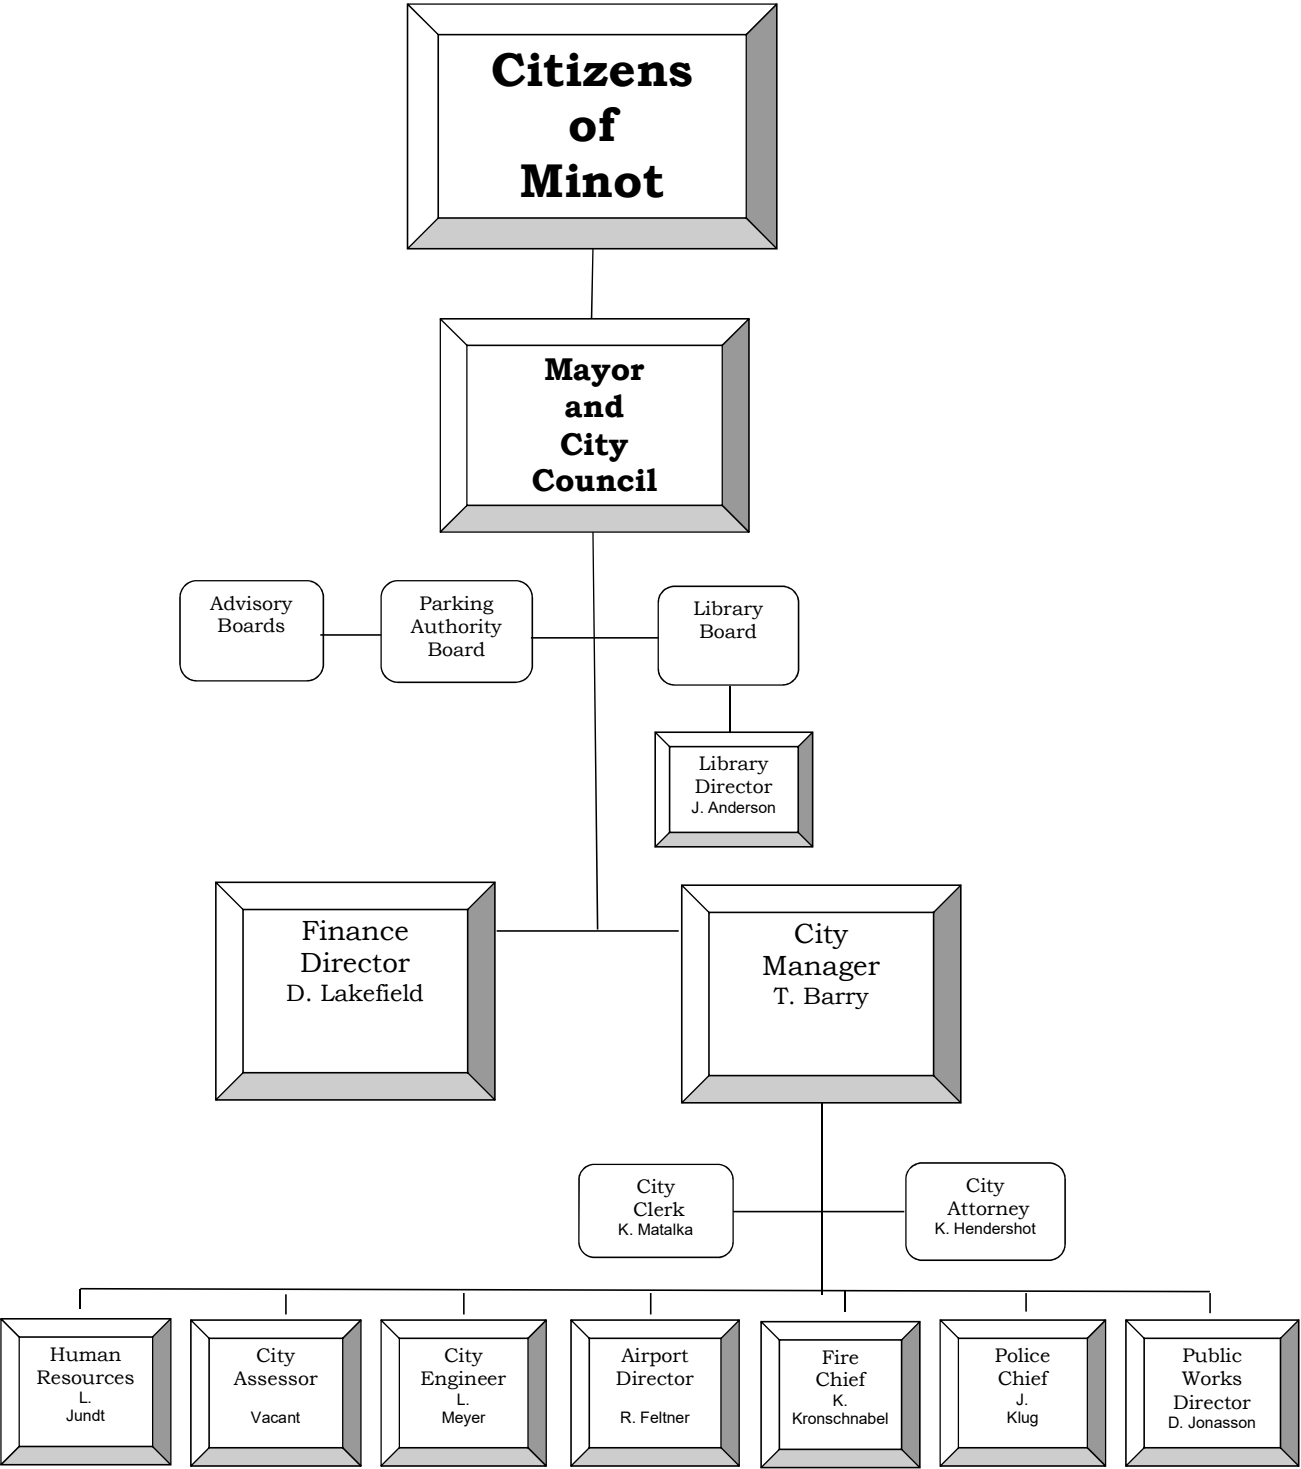 Citizens
of
Minot
Mayor
and
City
Council
Advisory
Boards
Parking
Authority
Board
Library
Board
Library
Director
J. Anderson
Finance
Director
D. Lakefield
City
Manager
T. Barry
City
Clerk
K. Matalka
City
Attorney
K. Hendershot
Human
Resources
L.
Jundt
City
Assessor
Vacant
City
Engineer
L.
Meyer
Airport
Director
R. Feltner
Fire
Chief
K.
Kronschnabel
Police
Chief
J.
Klug
Public
Works
Director
D. Jonasson